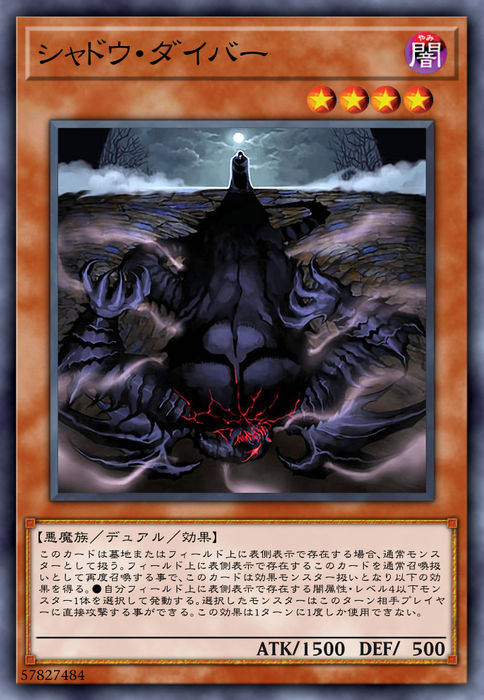 シャドウ・ダイバー
闇
やみ
【悪魔族／デュアル／効果】
このカードは墓地またはフィールド上に表側表示で存在する場合、通常モンス
ターとして扱う。フィールド上に表側表示で存在するこのカードを通常召喚扱
いとして再度召喚する事で、このカードは効果モンスター扱いとなり以下の効
果を得る。●自分フィールド上に表側表示で存在する闇属性・レベル4以下モン
スター1体を選択して発動する。選択したモンスターはこのターン相手プレイヤ
ーに直接攻撃する事ができる。この効果は1ターンに1度しか使用できない。
ATK/1500 DEF/ 500
57827484